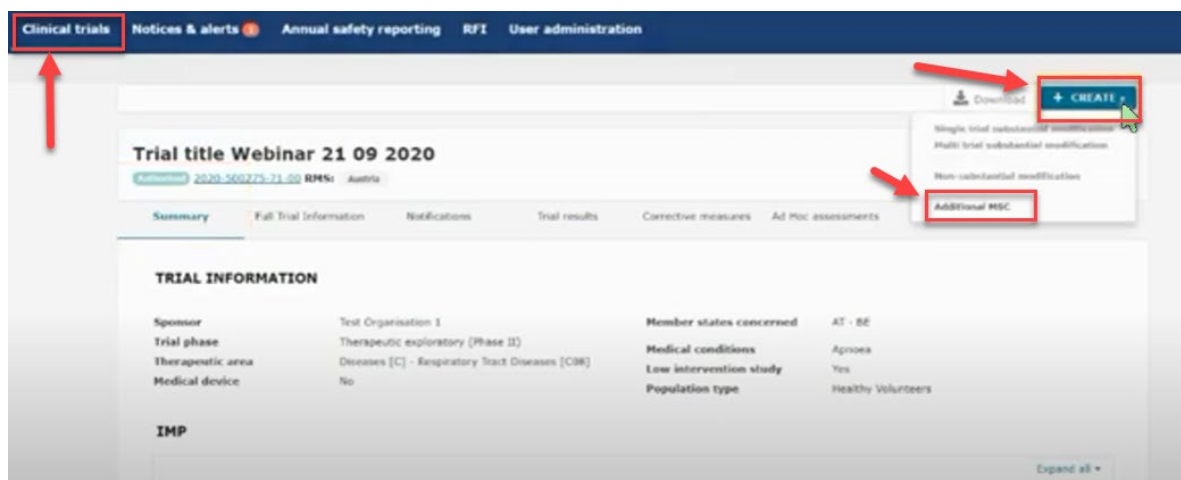 Clinical trials Notices & alerts 1 Annual safety reporting RFI User administration
Download + CREATE
Single trial substantial modification
Multi trial substantial modification
Non-substantial modification
Additional MSC
Trial title Webinar 21 09 2020
Authorised 2020-500275-71-00 RMS: Austria
Summary Full Trial Information Notifications Trial results Corrective measures Ad Hoc assessments
TRIAL INFORMATION
Sponsor Test Organisation 1
Trial phase Therapeutic exploratory (Phase II)
Therapeutic area Diseases [C] - Respiratory Tract Diseases [C08]
Medical device No
Member states concerned AT - BE
Medical conditions Apnoea
Low intervention study Yes
Population type Healthy Volunteers
IMP
Expand all